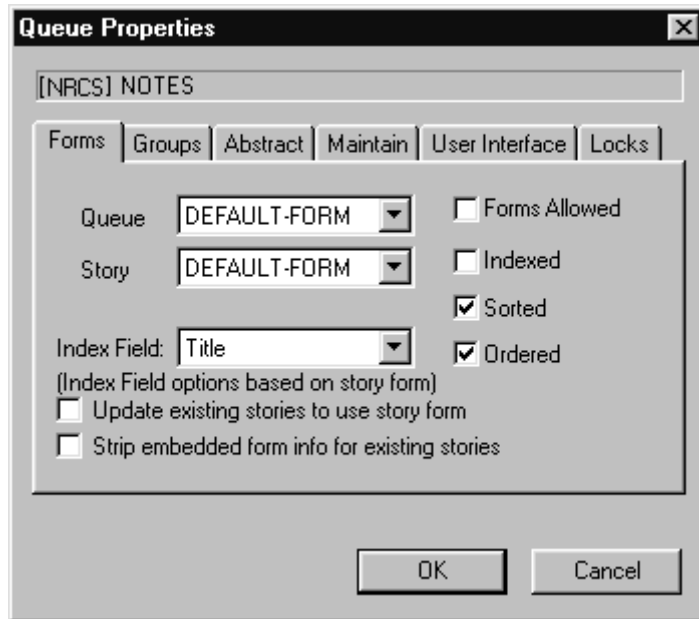 Queue Properties
[NRCS] NOTES
Forms Groups Abstract Maintain User Interface Locks
Queue DEFAULT-FORM Forms Allowed
Story DEFAULT-FORM Indexed
Sorted
Index Field: Title Ordered
(Index Field options based on story form)
Update existing stories to use story form
Strip embedded form info for existing stories
OK Cancel